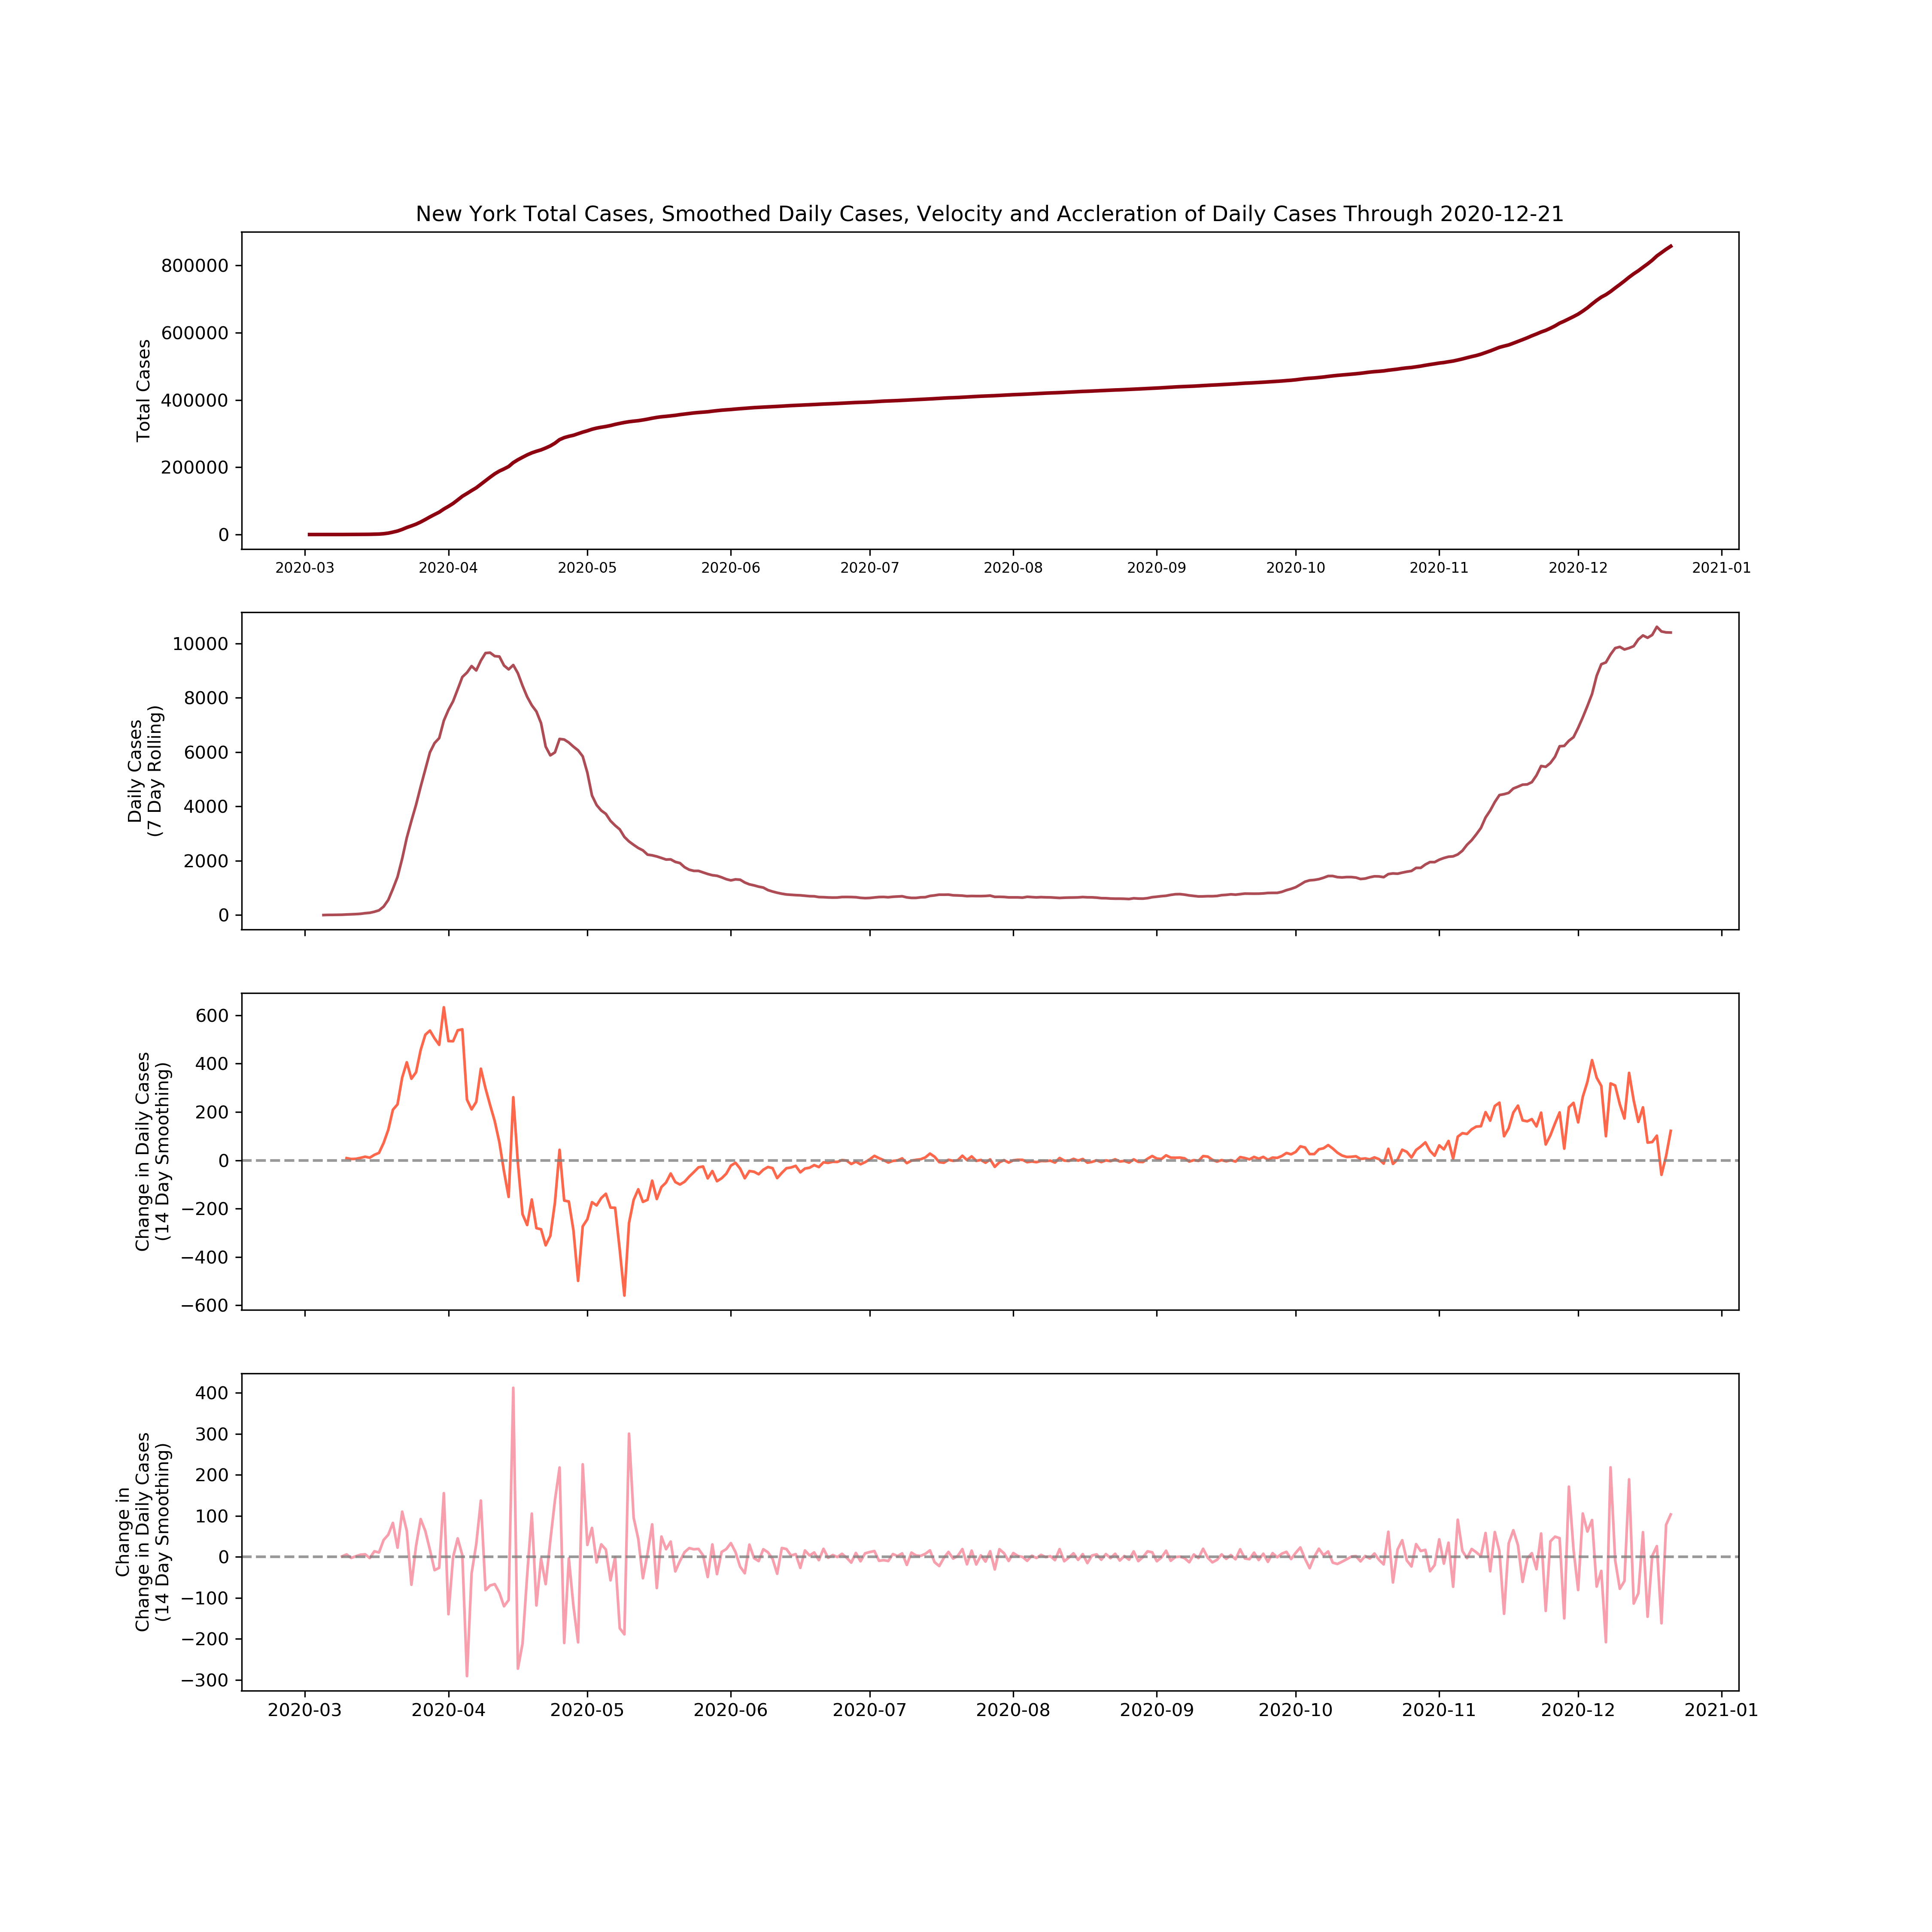 New York Total Cases, Smoothed Daily Cases, Velocity and Accleration of Daily Cases Through 2020-12-21
Total Cases
800000
600000
400000
200000
0
2020-03 2020-04 2020-05 2020-06 2020-07 2020-08 2020-09 2020-10 2020-11 2020-12 2021-01
Daily Cases
(7 Day Rolling)
10000
8000
6000
4000
2000
0
Change in Daily Cases
(14 Day Smoothing)
600
400
200
0
−200
−400
−600
Change in
Change in Daily Cases
(14 Day Smoothing)
400
300
200
100
0
−100
−200
−300
2020-03 2020-04 2020-05 2020-06 2020-07 2020-08 2020-09 2020-10 2020-11 2020-12 2021-01